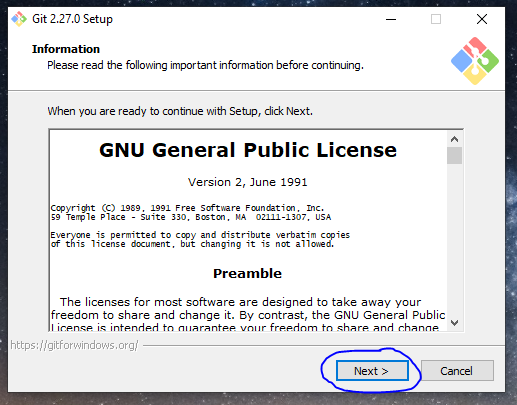 Git 2.27.0 Setup
Information
Please read the following important information before continuing.
When you are ready to continue with Setup, click Next.
GNU General Public License
Version 2, June 1991
Copyright (C) 1989, 1991 Free Software Foundation, Inc.
59 Temple Place - Suite 330, Boston, MA  02111-1307, USA
Everyone is permitted to copy and distribute verbatim copies
of this license document, but changing it is not allowed.
Preamble
The licenses for most software are designed to take away your
freedom to share and change it. By contrast, the GNU General Public
License is intended to guarantee your freedom to share and change
https://gitforwindows.org/
Next >
Cancel